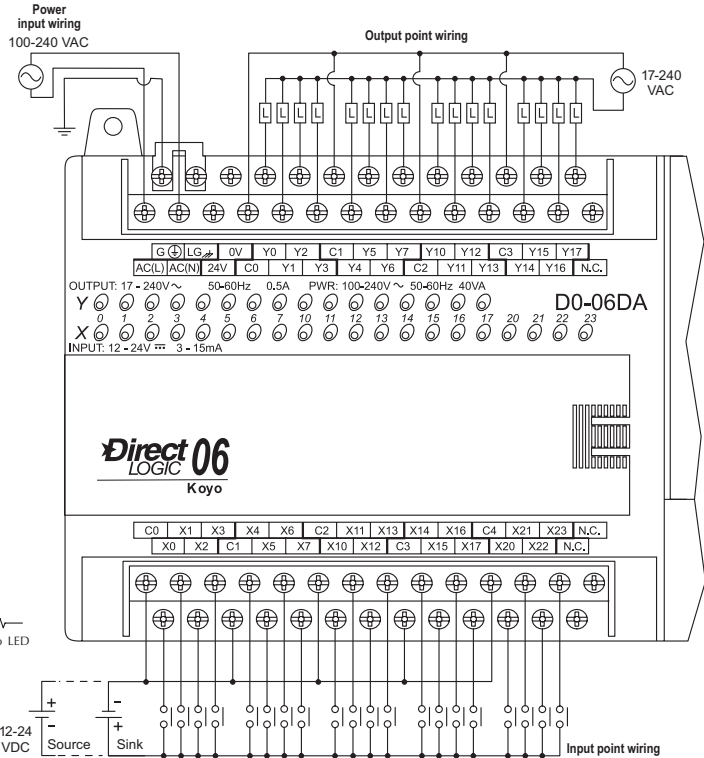 Power
input wiring
100-240 VAC
Output point wiring
17-240
VAC
L L L L L L L L L L L L L L
G LG 0V Y0 Y2 C1 Y5 Y7 Y10 Y12 C3 Y15 Y17
AC(L) AC(N) 24V C0 Y1 Y3 Y4 Y6 C2 Y11 Y13 Y14 Y16 N.C.
OUTPUT: 17 - 240V ~ 50-60Hz 0.5A PWR: 100-240V ~ 50-60Hz 40VA
Y
D0-06DA
0 1 2 3 4 5 6 7 10 11 12 13 14 15 16 17 20 21 22 23
X
INPUT: 12 - 24V ⎓ 3 - 15mA
Direct
LOGIC 06
Koyo
C0 X1 X3 X4 X6 C2 X11 X13 X14 X16 C4 X21 X23 N.C.
X0 X2 C1 X5 X7 X10 X12 C3 X15 X17 X20 X22 N.C.
LED
12-24
VDC
+
-
Source
-
+
Sink
Input point wiring